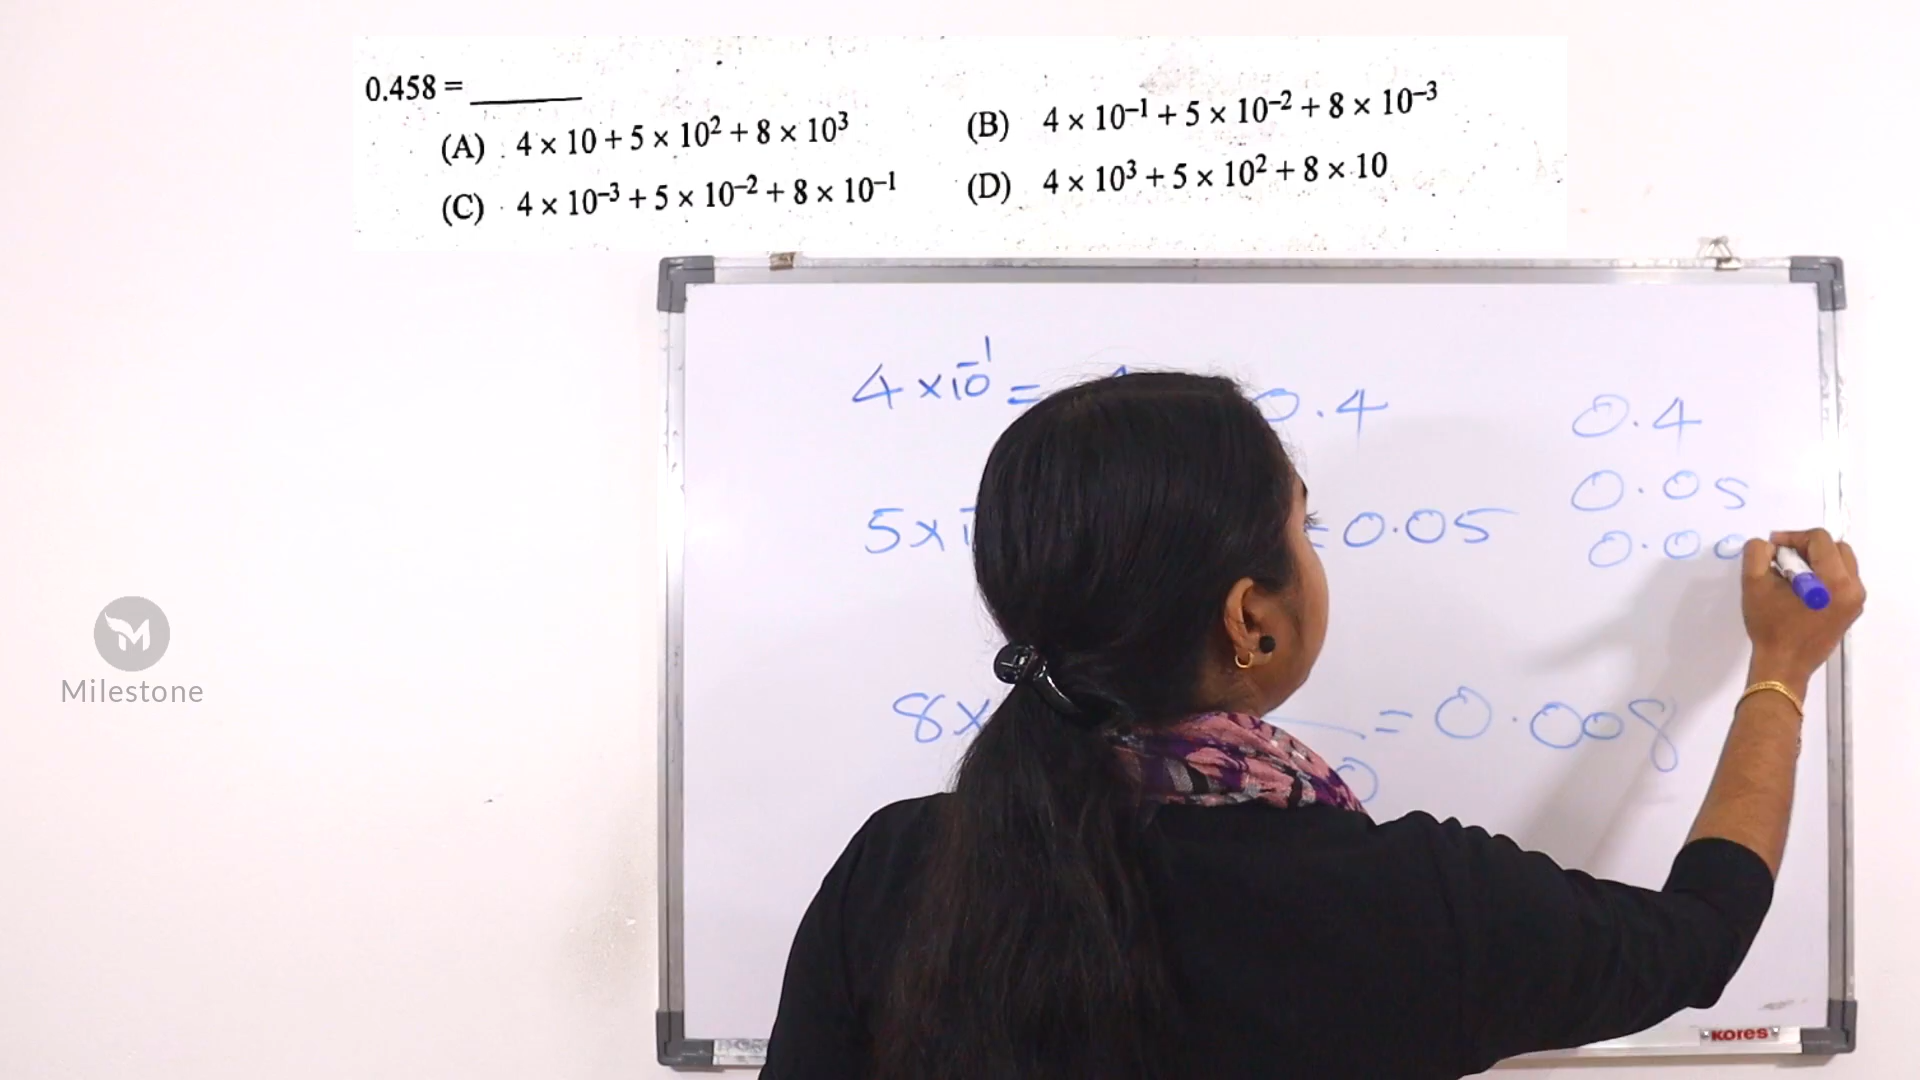 0.458 = ______
(A) 4 × 10 + 5 × 10² + 8 × 10³ (B) 4 × 10⁻¹ + 5 × 10⁻² + 8 × 10⁻³
(C) 4 × 10⁻³ + 5 × 10⁻² + 8 × 10⁻¹ (D) 4 × 10³ + 5 × 10² + 8 × 10
4 × 10⁻¹ = 0.4
0.4
0.05
5 × = 0.05
0.00
8 × = 0.008
Milestone
KORES